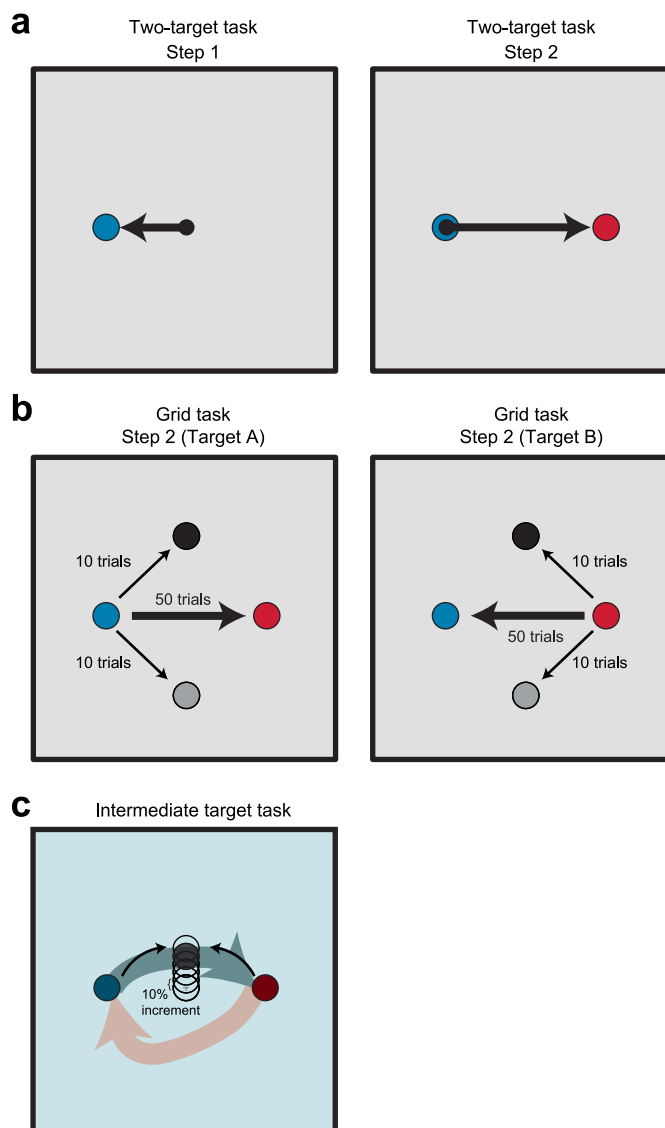 a
Two-target task
Step 1
Two-target task
Step 2
b
Grid task
Step 2 (Target A)
Grid task
Step 2 (Target B)
10 trials
50 trials
10 trials
10 trials
50 trials
10 trials
c
Intermediate target task
10%
increment